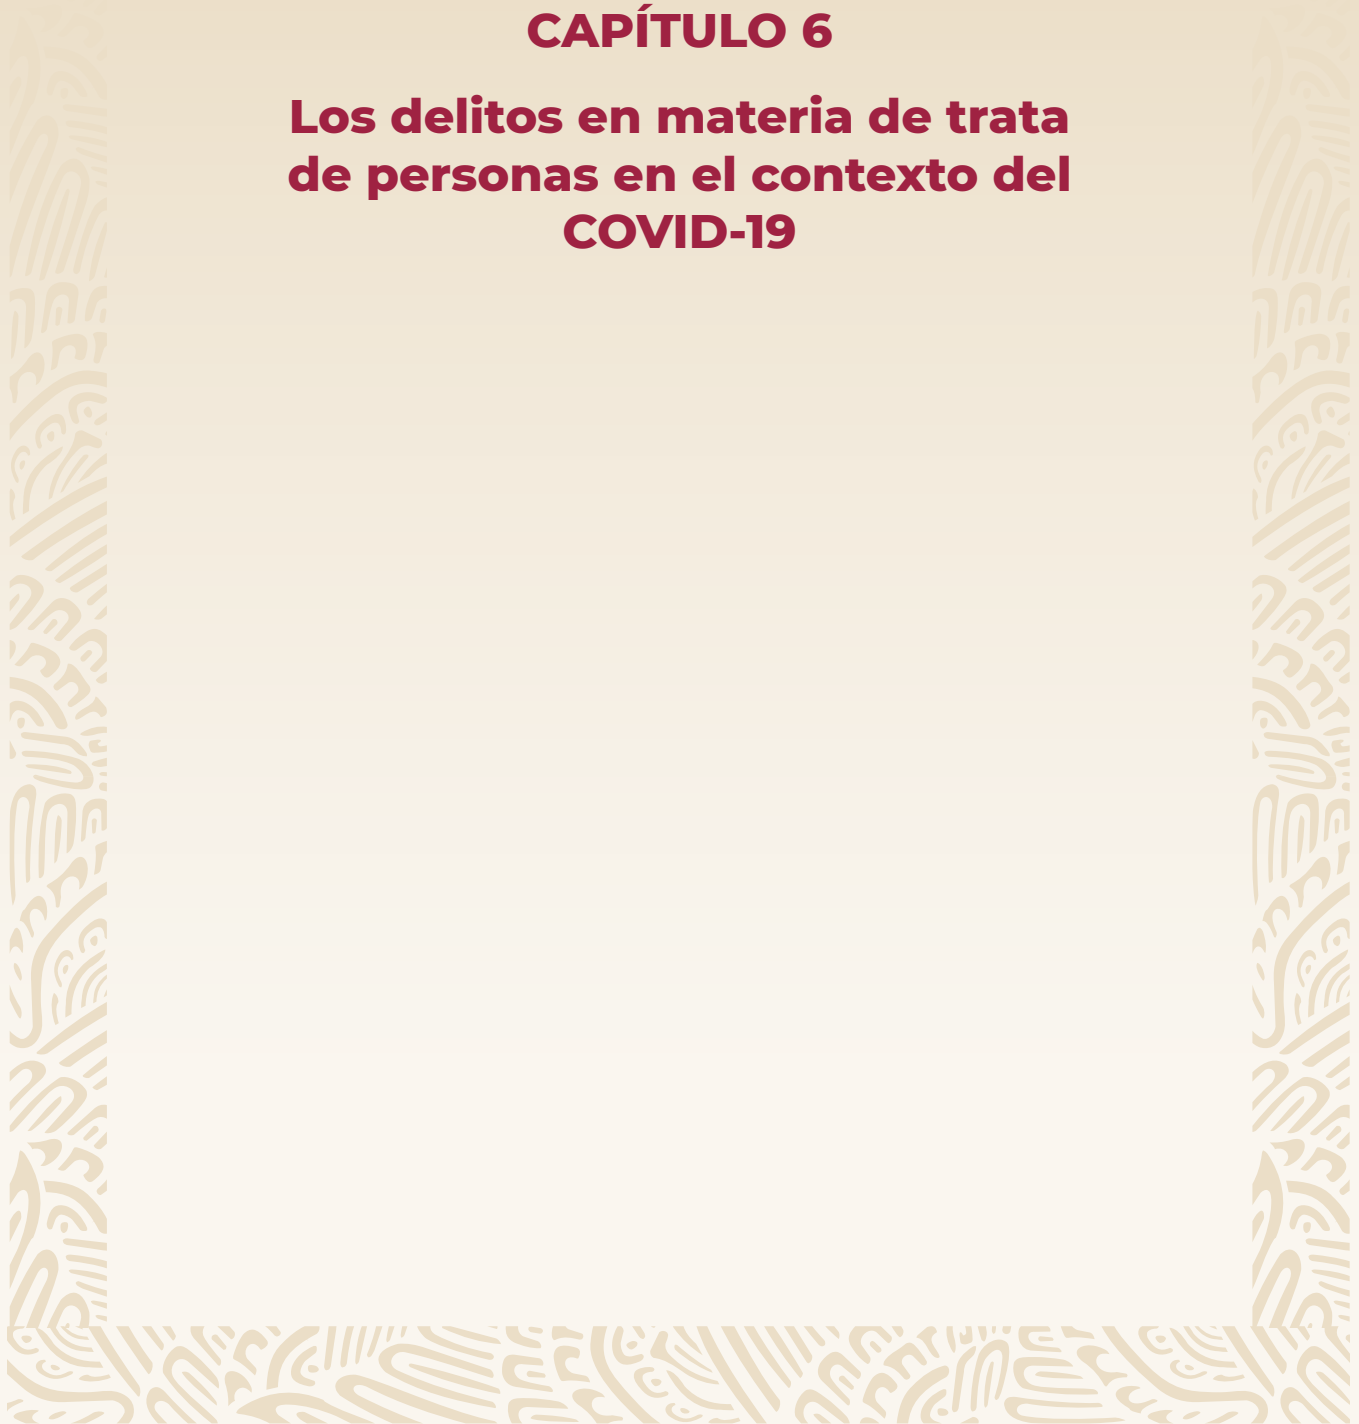 CAPÍTULO 6
Los delitos en materia de trata
de personas en el contexto del
COVID-19